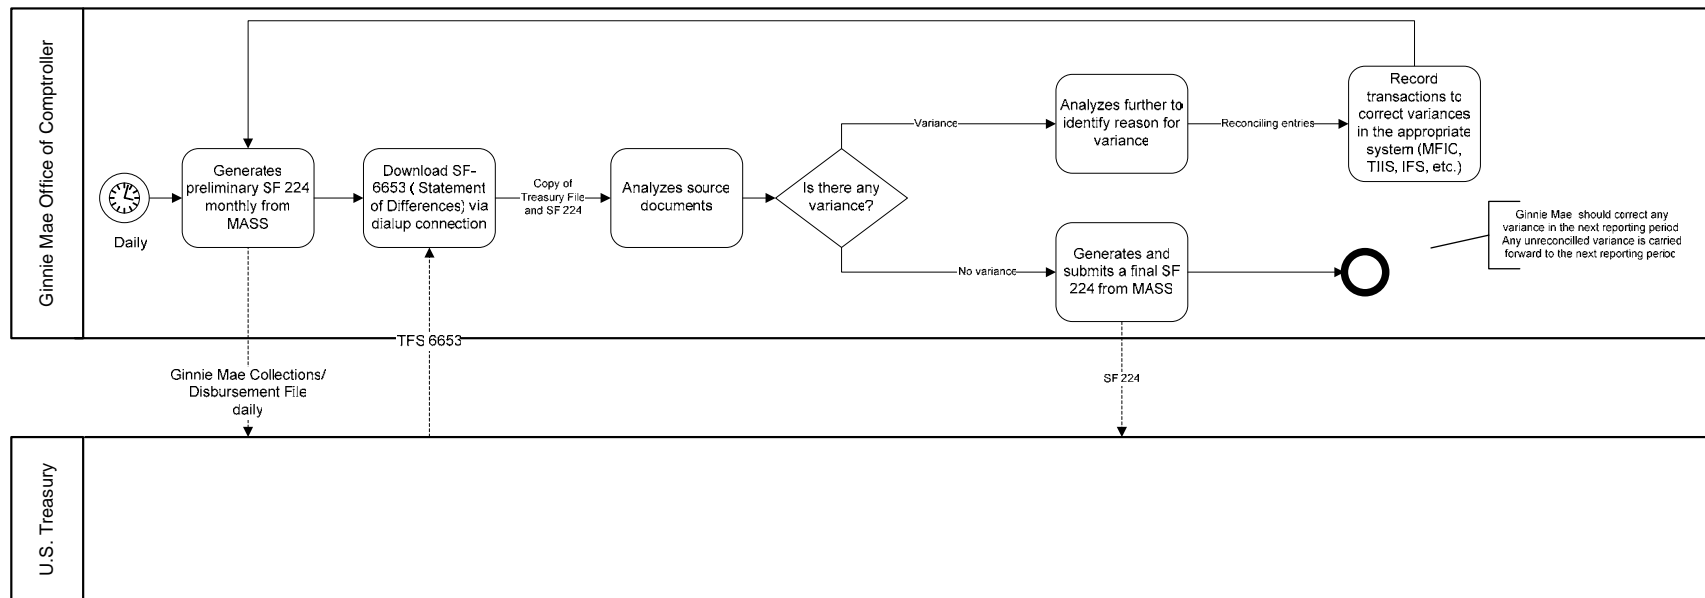 Ginnie Mae Office of Comptroller
Daily
Generates
preliminary SF 224
monthly from
MASS
Download SF-
6653 ( Statement
of Differences) via
dialup connection
Copy of
Treasury File
and SF 224
Analyzes source
documents
Is there any
variance?
Variance
Analyzes further to
identify reason for
variance
Reconciling entries
Record
transactions to
correct variances
in the appropriate
system (MFIC,
TIIS, IFS, etc.)
No variance
Generates and
submits a final SF
224 from MASS
Ginnie Mae should correct any
variance in the next reporting period
Any unreconciled variance is carried
forward to the next reporting period
TFS 6653
Ginnie Mae Collections/
Disbursement File
daily
SF 224
U.S. Treasury